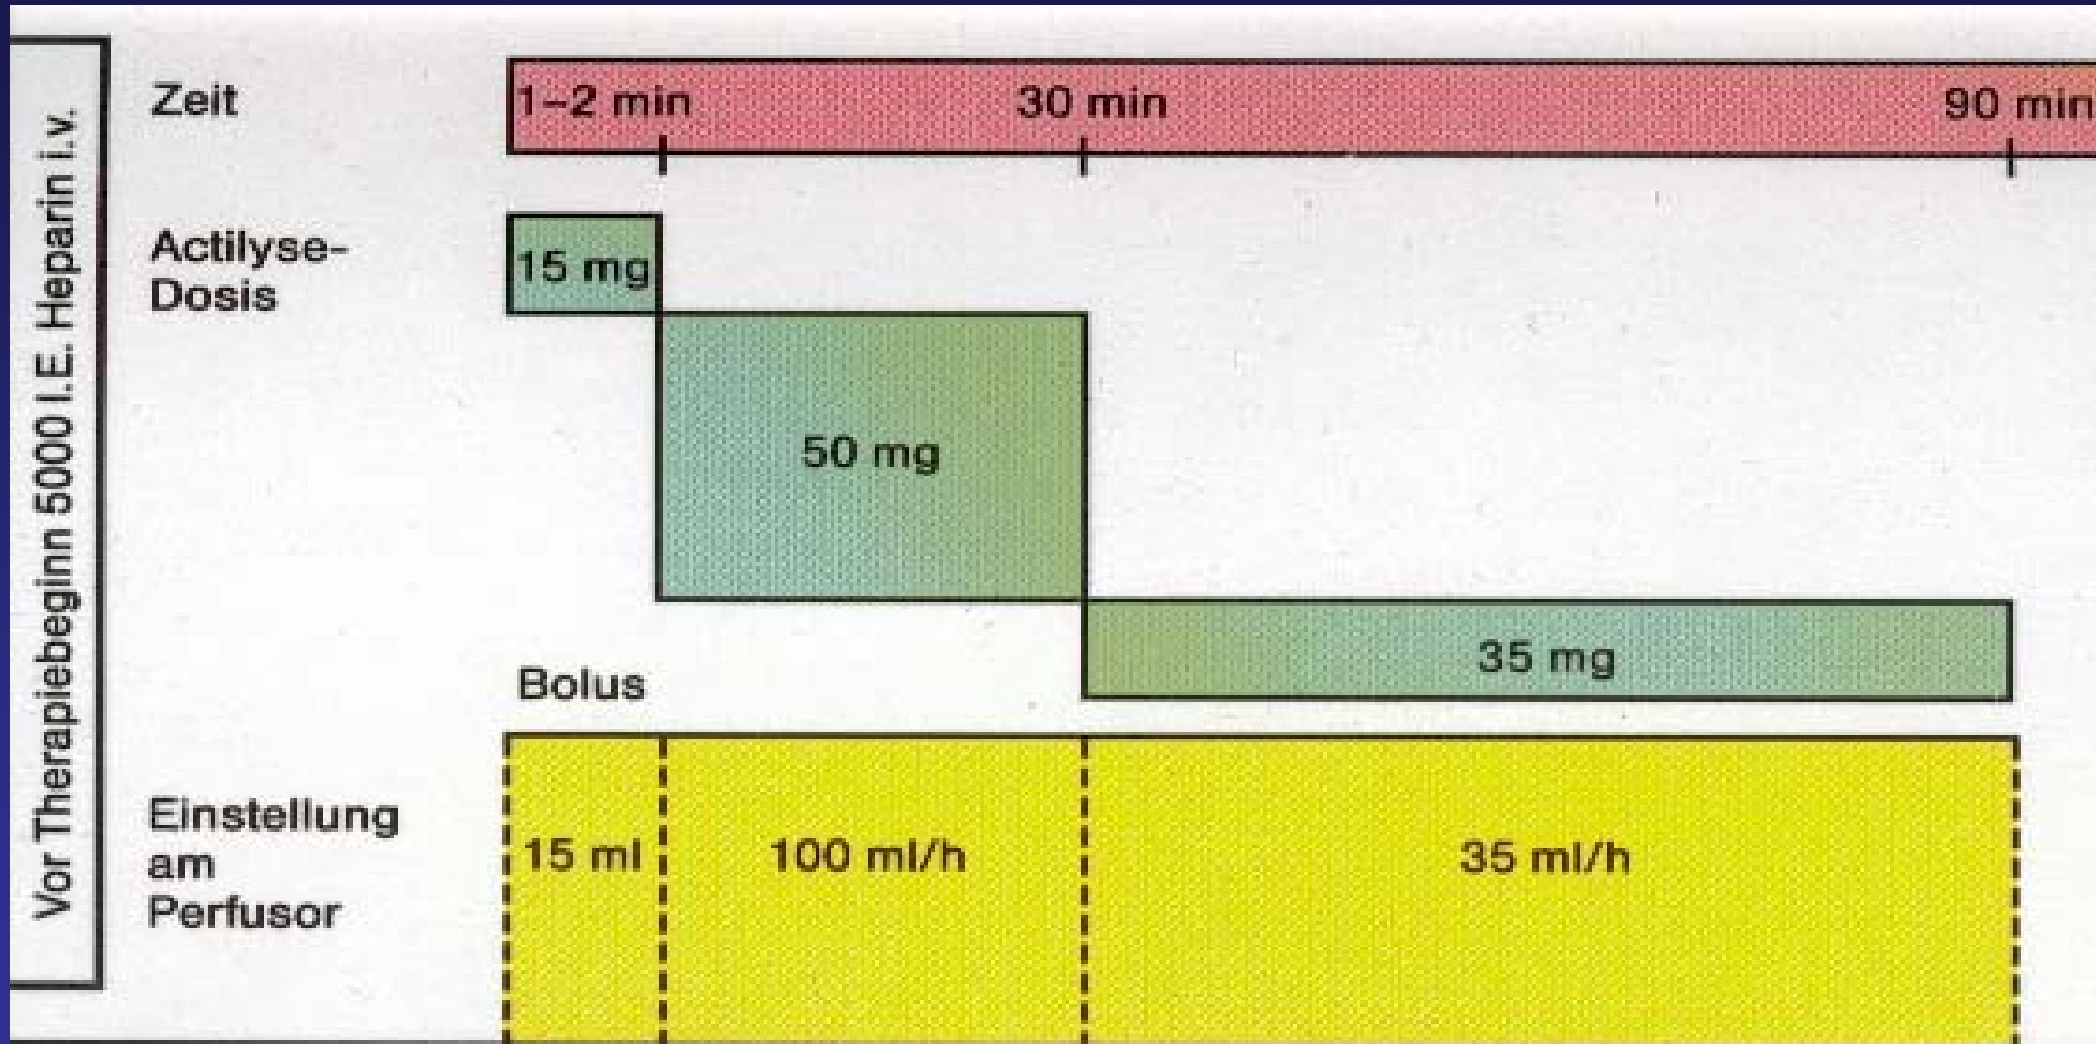 Vor Therapiebeginn 5000 I.E. Heparin i.v.
Zeit
1–2 min
30 min
90 min
Actilyse-
Dosis
15 mg
50 mg
35 mg
Bolus
Einstellung
am
Perfusor
15 ml
100 ml/h
35 ml/h